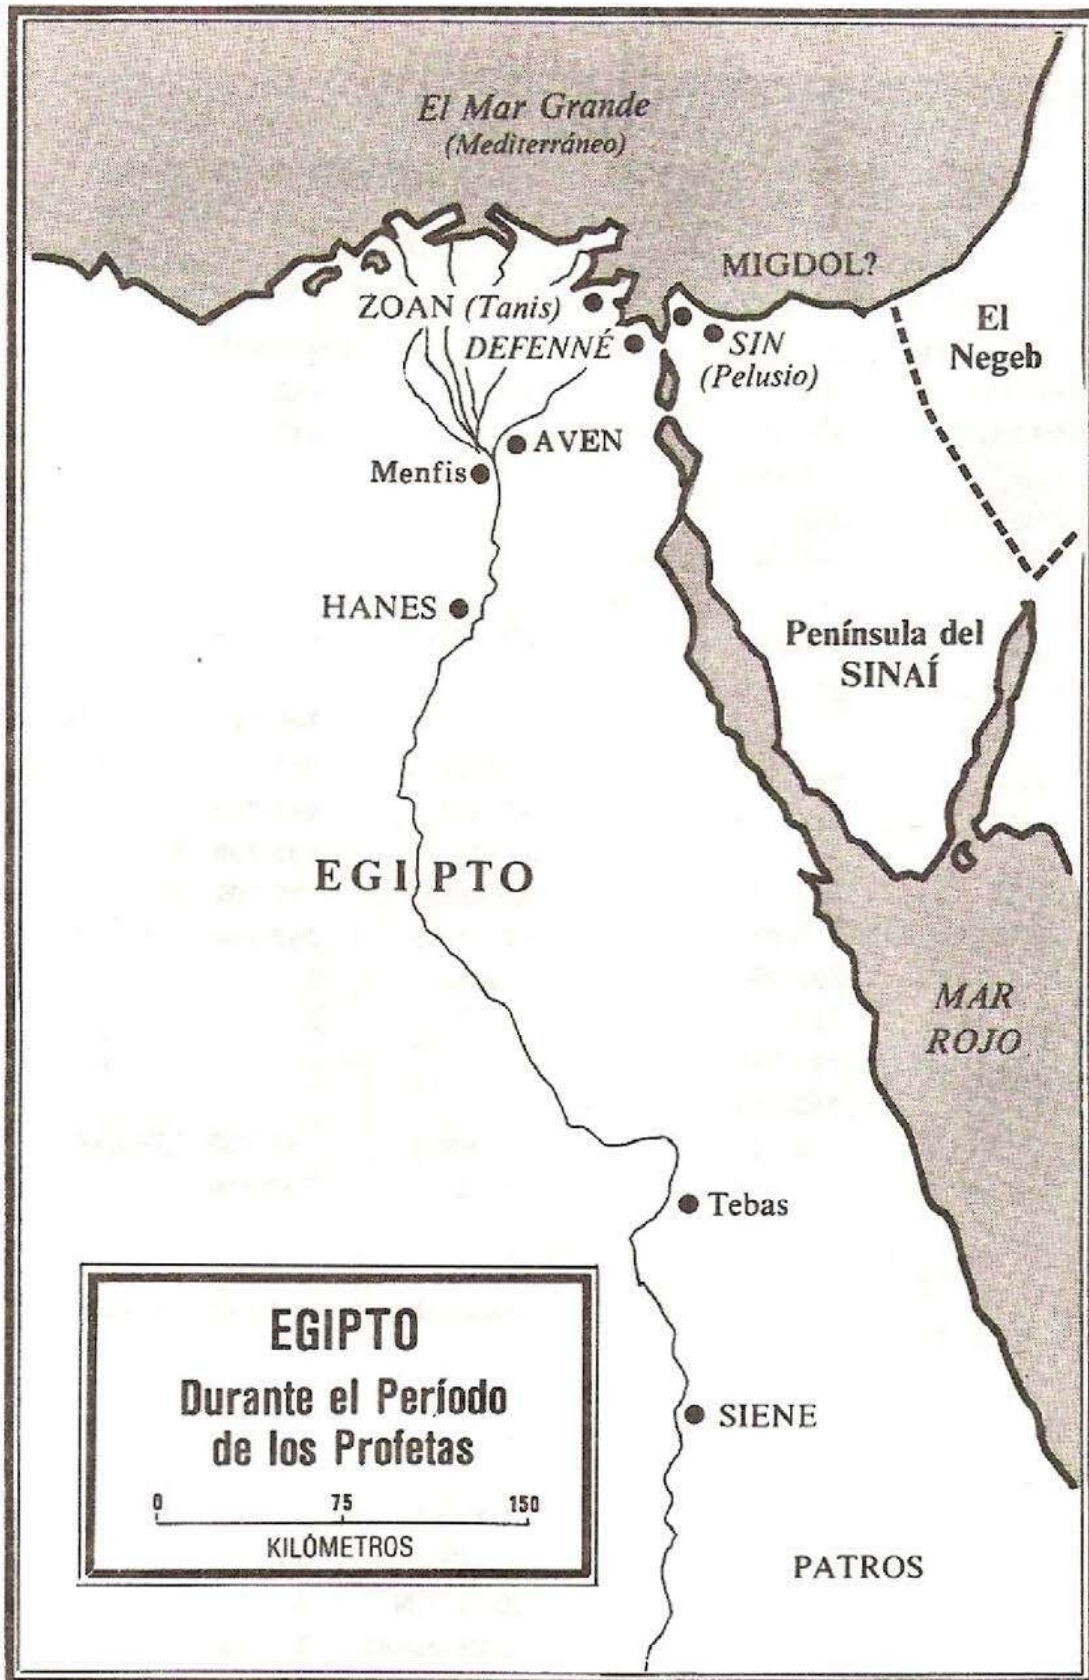 El Mar Grande
(Mediterráneo)
MIGDOL?
ZOAN (Tanis)
DEFENNÉ
SIN
(Pelusio)
El
Negeb
AVEN
Menfis
HANES
Península del
SINAÍ
EGIPTO
MAR
ROJO
Tebas
SIENE
PATROS
EGIPTO
Durante el Período
de los Profetas
0 75 150
KILÓMETROS